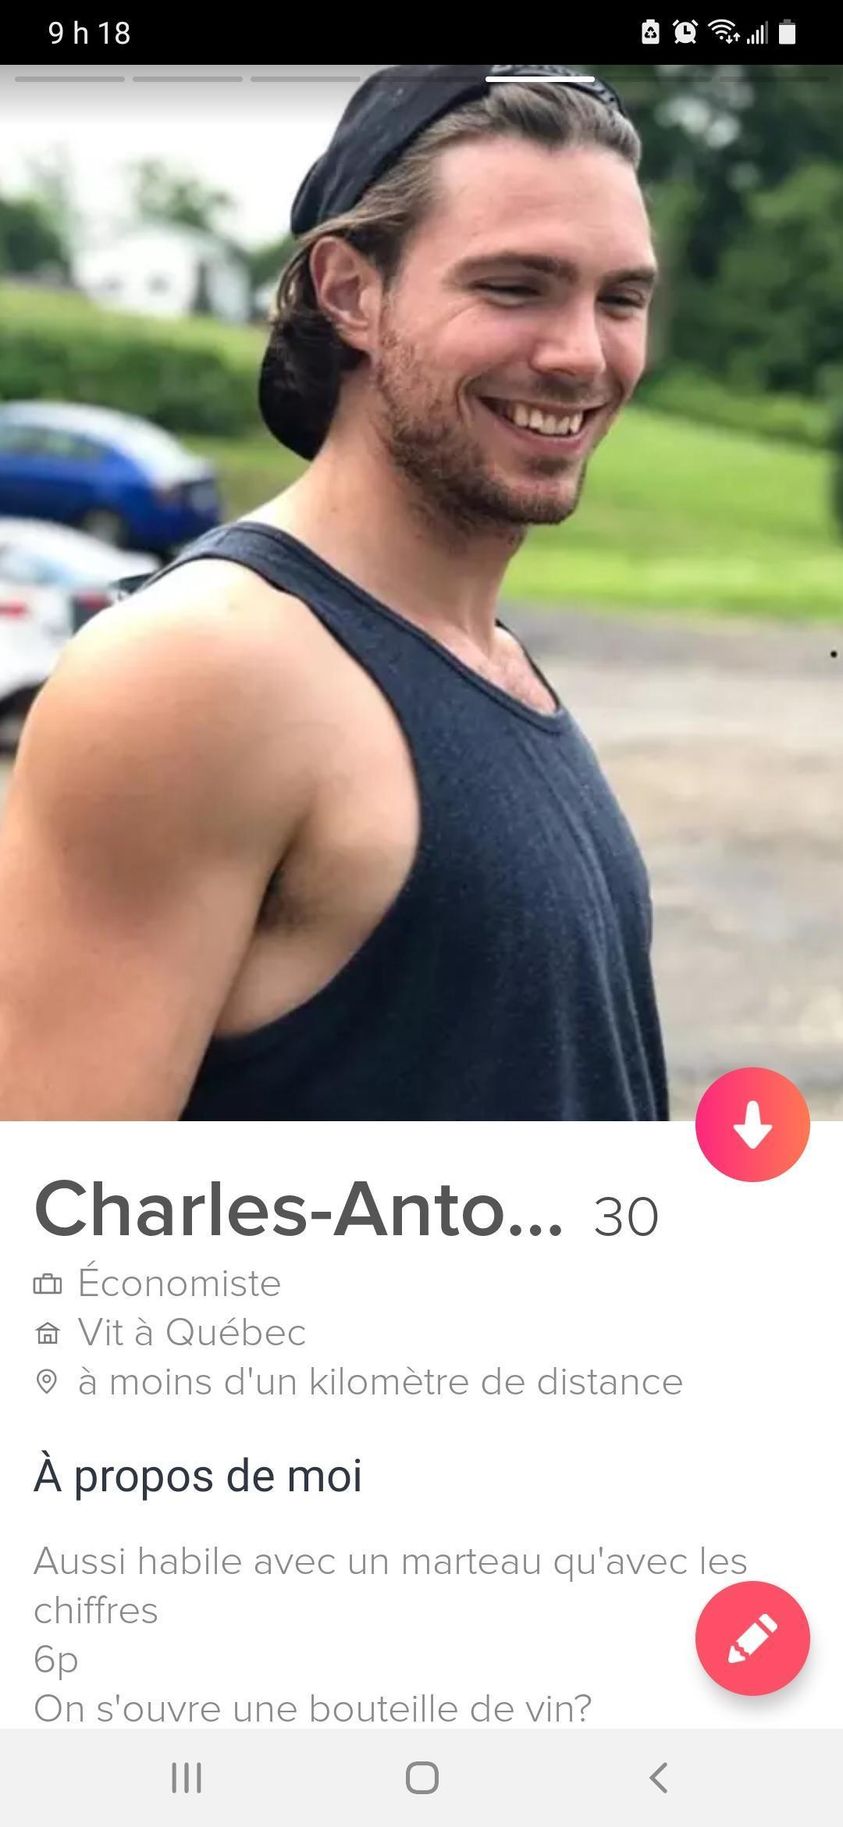 9 h 18
Charles-Anto... 30
Économiste
Vit à Québec
à moins d'un kilomètre de distance
À propos de moi
Aussi habile avec un marteau qu'avec les
chiffres
6p
On s'ouvre une bouteille de vin?